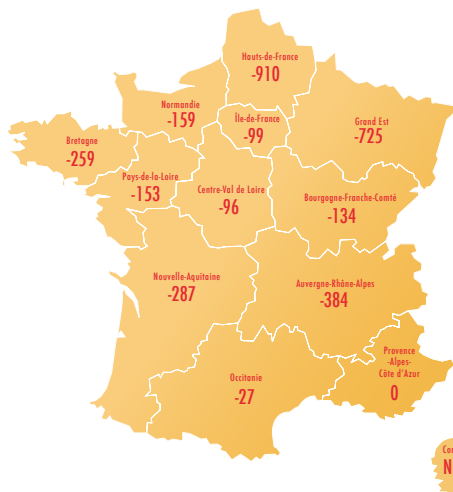 Hauts-de-France
-910
Normandie
-159
Île-de-France
-99
Grand Est
-725
Bretagne
-259
Pays-de-la-Loire
-153
Centre-Val de Loire
-96
Bourgogne-Franche-Comté
-134
Nouvelle-Aquitaine
-287
Auvergne-Rhône-Alpes
-384
Provence
-Alpes-
Côte d'Azur
0
Occitanie
-27